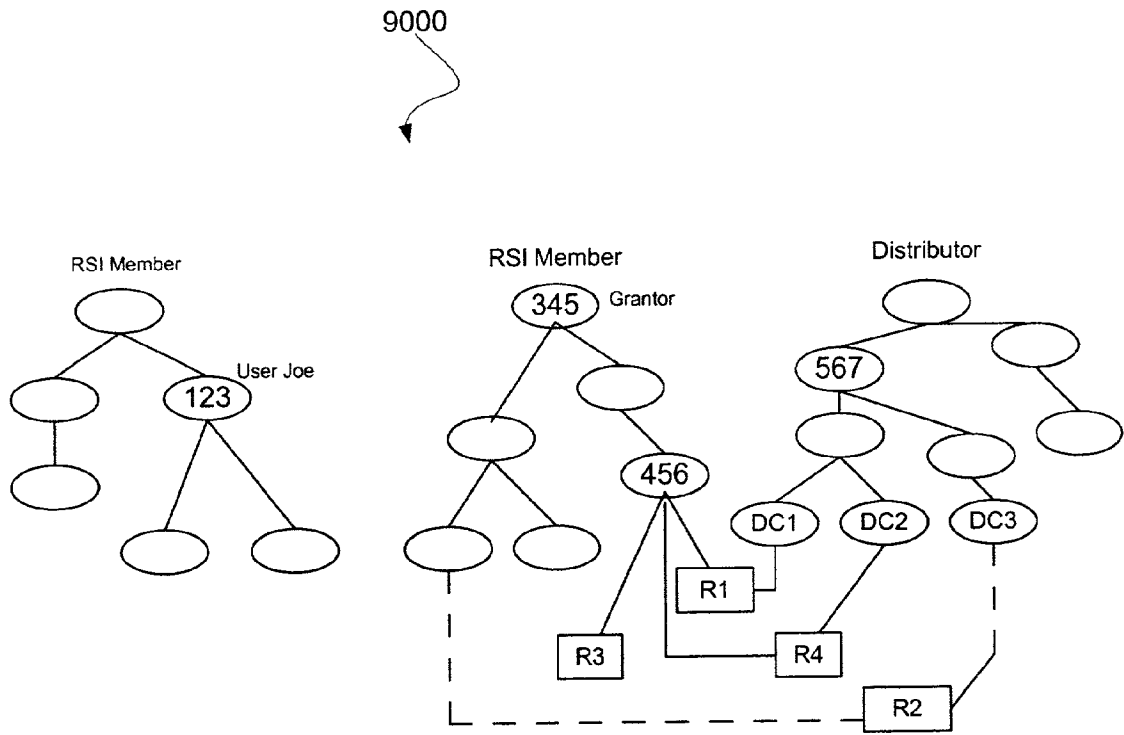 9000
RSI Member
RSI Member
Distributor
345
Grantor
User Joe
123
567
456
DC1
DC2
DC3
R1
R3
R4
R2